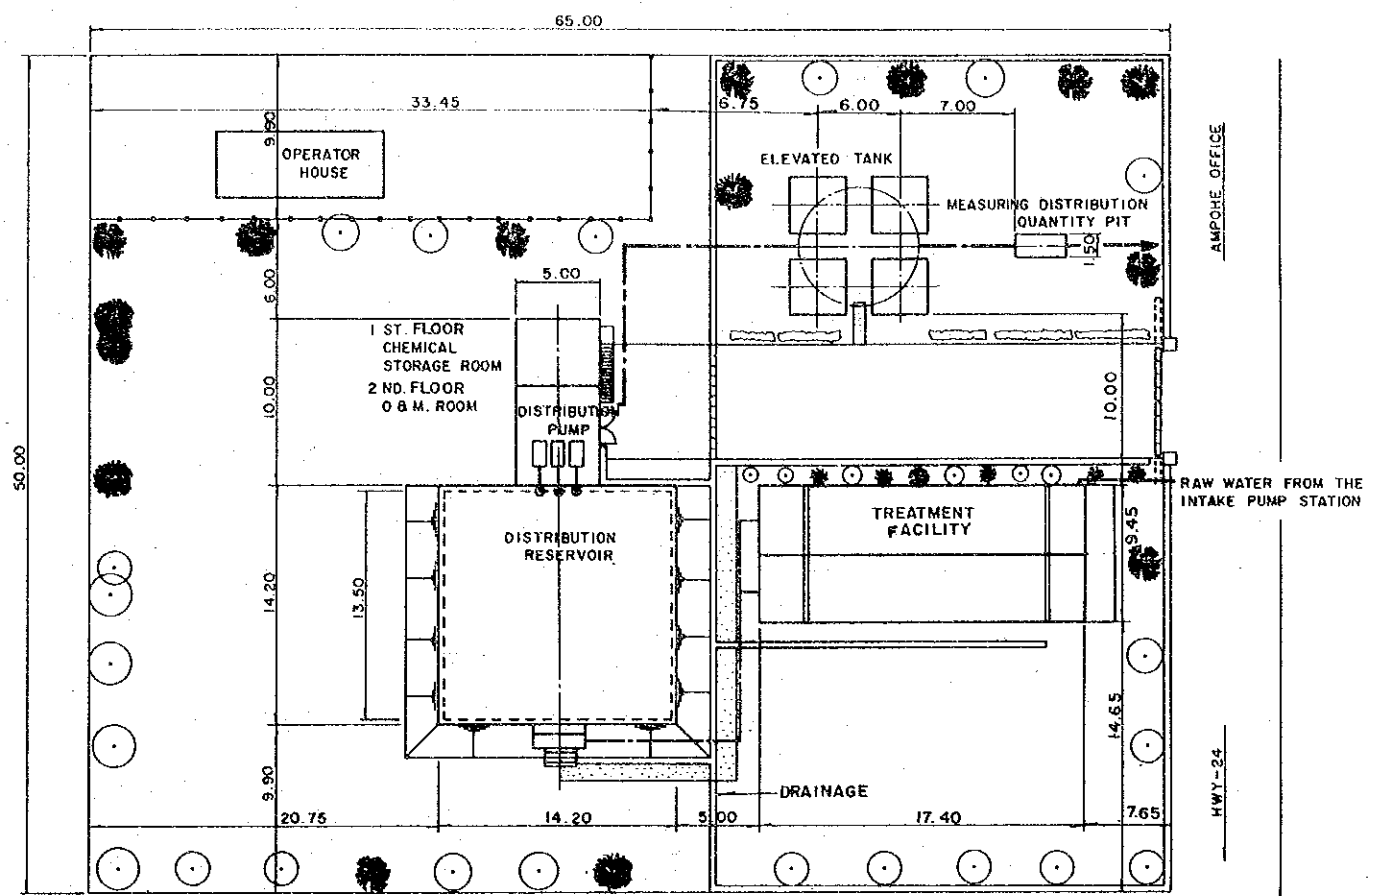 65.00
33.45
6.75
6.00
7.00
9.90
OPERATOR
HOUSE
ELEVATED TANK
AMPOHE OFFICE
MEASURING DISTRIBUTION
QUANTITY PIT
1.50
6.00
5.00
1 ST. FLOOR
CHEMICAL
STORAGE ROOM
2 ND. FLOOR
O & M. ROOM
10.00
10.00
DISTRIBUTION
PUMP
50.00
RAW WATER FROM THE
INTAKE PUMP STATION
TREATMENT
FACILITY
9.45
DISTRIBUTION
RESERVOIR
14.20
13.50
14.65
9.90
DRAINAGE
HWY-24
20.75
14.20
5.00
17.40
7.65